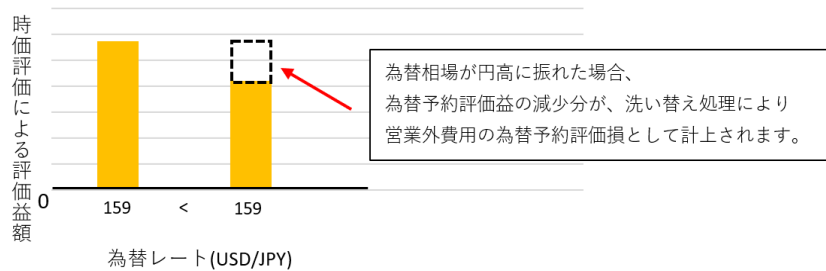 時価評価による評価益額
為替相場が円高に振れた場合、
為替予約評価益の減少分が、洗い替え処理により
営業外費用の為替予約評価損として計上されます。
0
159 < 159
為替レート(USD/JPY)